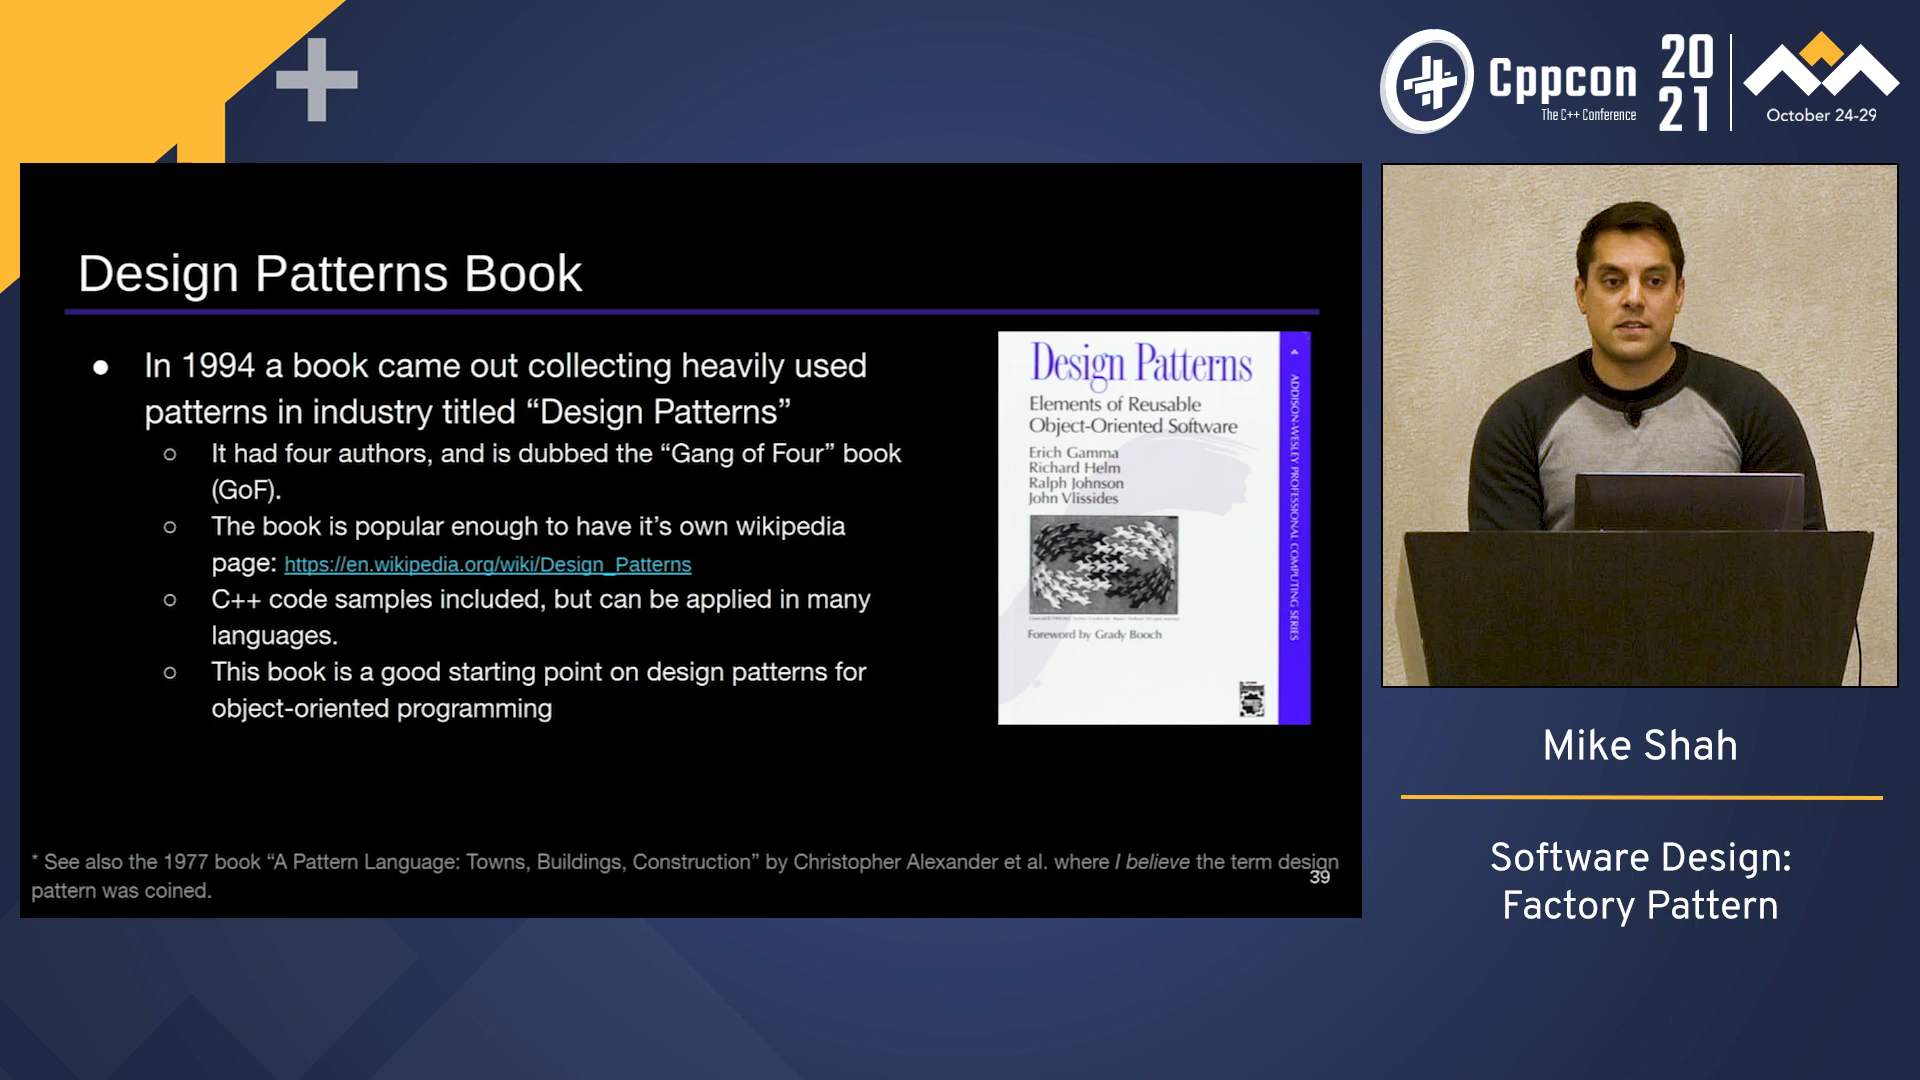 Cppcon
The C++ Conference
20
21
October 24-29
Design Patterns Book
● In 1994 a book came out collecting heavily used
patterns in industry titled “Design Patterns”
○ It had four authors, and is dubbed the “Gang of Four” book
(GoF).
○ The book is popular enough to have it’s own wikipedia
page: https://en.wikipedia.org/wiki/Design_Patterns
○ C++ code samples included, but can be applied in many
languages.
○ This book is a good starting point on design patterns for
object-oriented programming
Design Patterns
Elements of Reusable
Object-Oriented Software
Erich Gamma
Richard Helm
Ralph Johnson
John Vlissides
Foreword by Grady Booch
ADDISON-WESLEY PROFESSIONAL COMPUTING SERIES
* See also the 1977 book “A Pattern Language: Towns, Buildings, Construction” by Christopher Alexander et al. where I believe the term design
pattern was coined.
39
Mike Shah
Software Design:
Factory Pattern